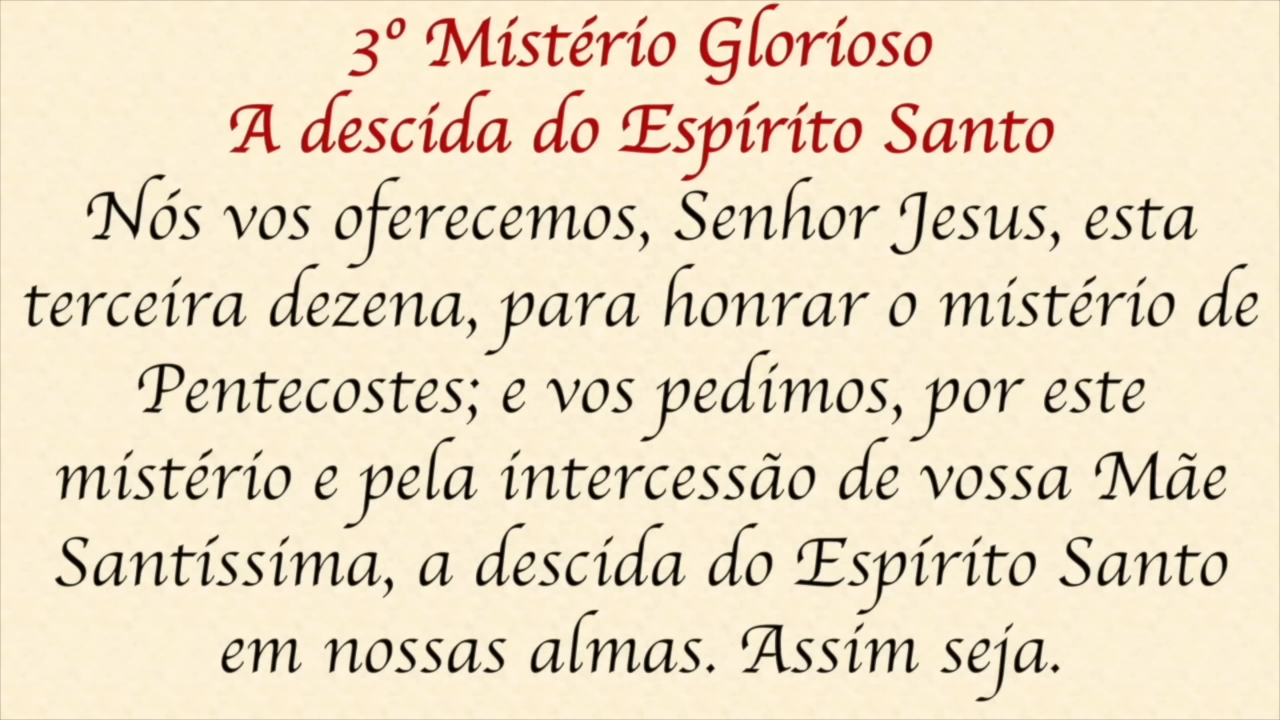 3º Mistério Glorioso
A descida do Espírito Santo
Nós vos oferecemos, Senhor Jesus, esta
terceira dezena, para honrar o mistério de
Pentecostes; e vos pedimos, por este
mistério e pela intercessão de vossa Mãe
Santíssima, a descida do Espírito Santo
em nossas almas. Assim seja.